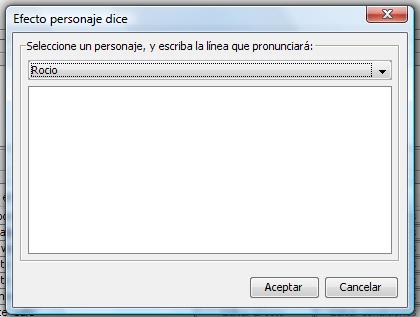 Efecto personaje dice
Seleccione un personaje, y escriba la línea que pronunciará:
Rocio
Aceptar
Cancelar